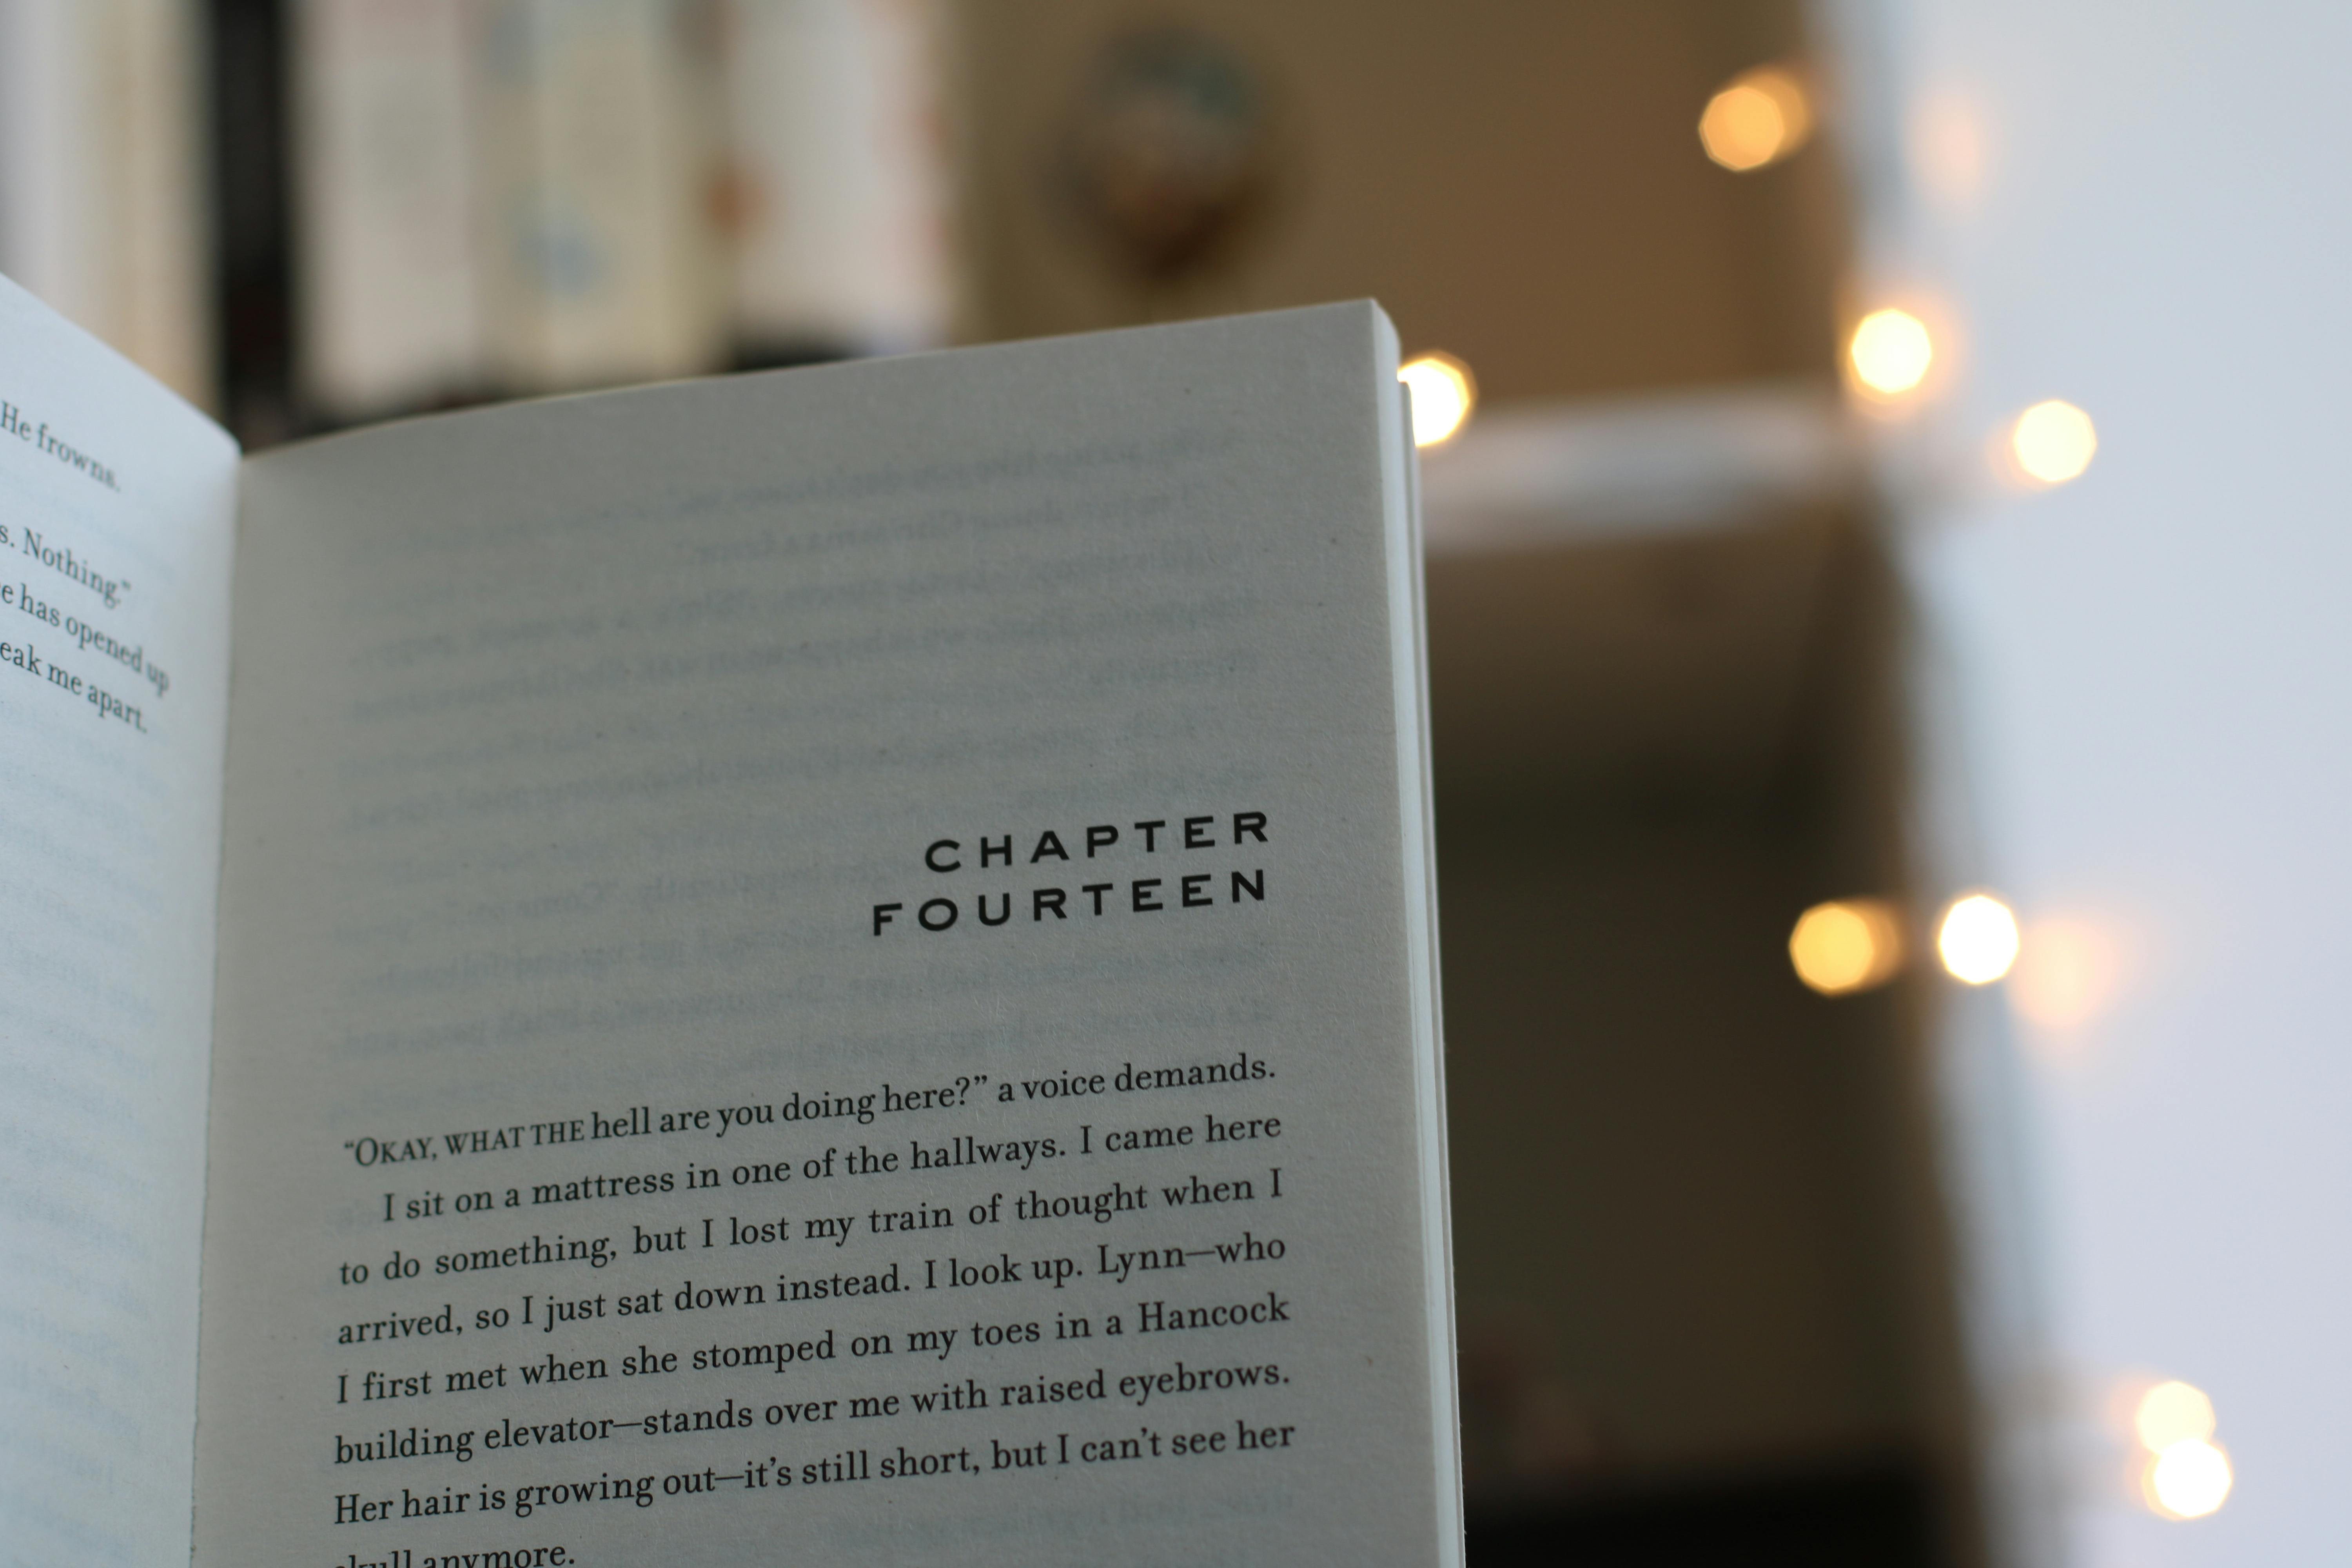 He frowns.
s. Nothing.”
e has opened up
eak me apart.
CHAPTER
FOURTEEN
“OKAY, WHAT THE hell are you doing here?” a voice demands.
I sit on a mattress in one of the hallways. I came here
to do something, but I lost my train of thought when I
arrived, so I just sat down instead. I look up. Lynn—who
I first met when she stomped on my toes in a Hancock
building elevator—stands over me with raised eyebrows.
Her hair is growing out—it’s still short, but I can’t see her
skull anymore.